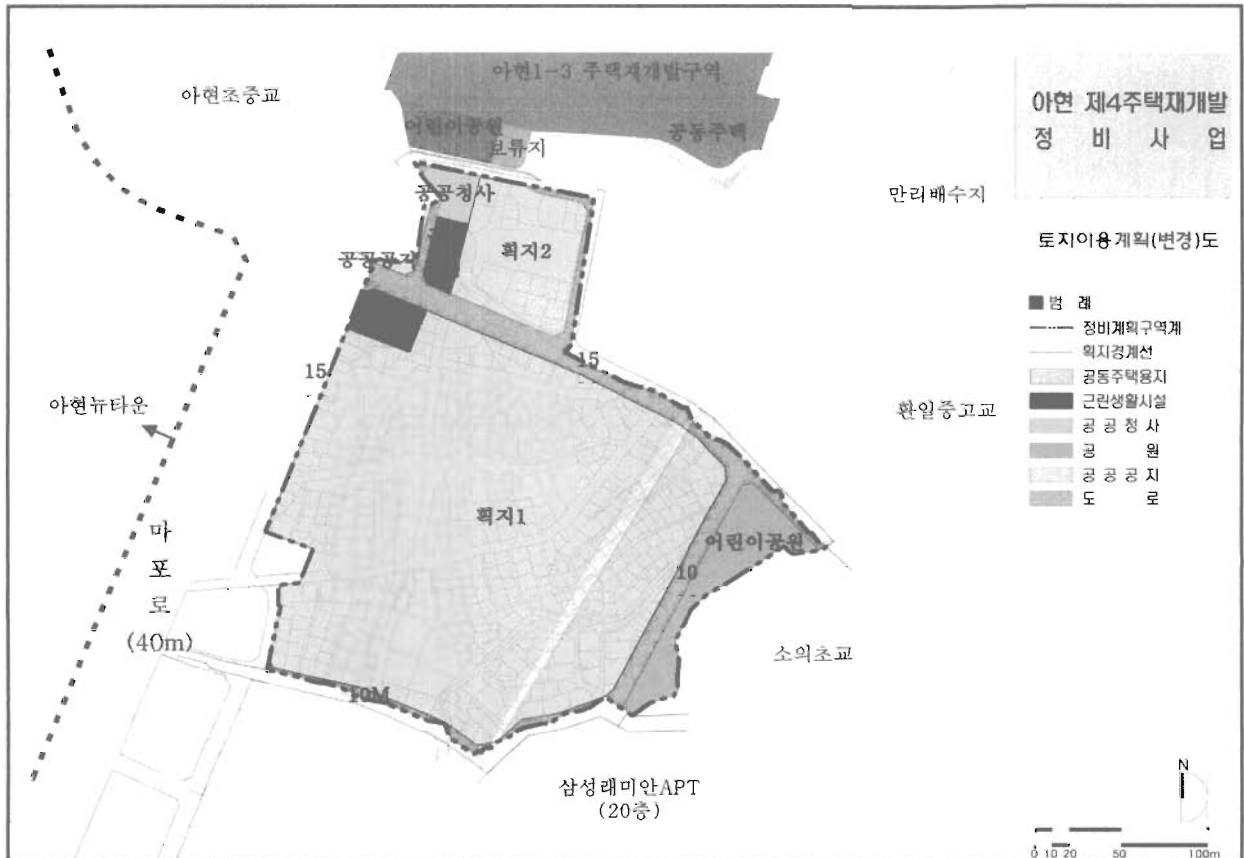 아현1-3 주택재개발구역
아현초중교
어린이공원
공동주택
보류지
공공청사
만리배수지
획지2
공공공지
15
15
아현뉴타운
환일중고교
획지1
어린이공원
10
마
포
로
(40m)
소의초교
10M
삼성래미안APT
(20층)
아현 제4주택재개발
정 비 사 업
토지이용계획(변경)도
범 례
정비계획구역계
획지경계선
공동주택용지
근린생활시설
공 공 청 사
공 원
공 공 공 지
도 로
N
0 10 20 50 100m